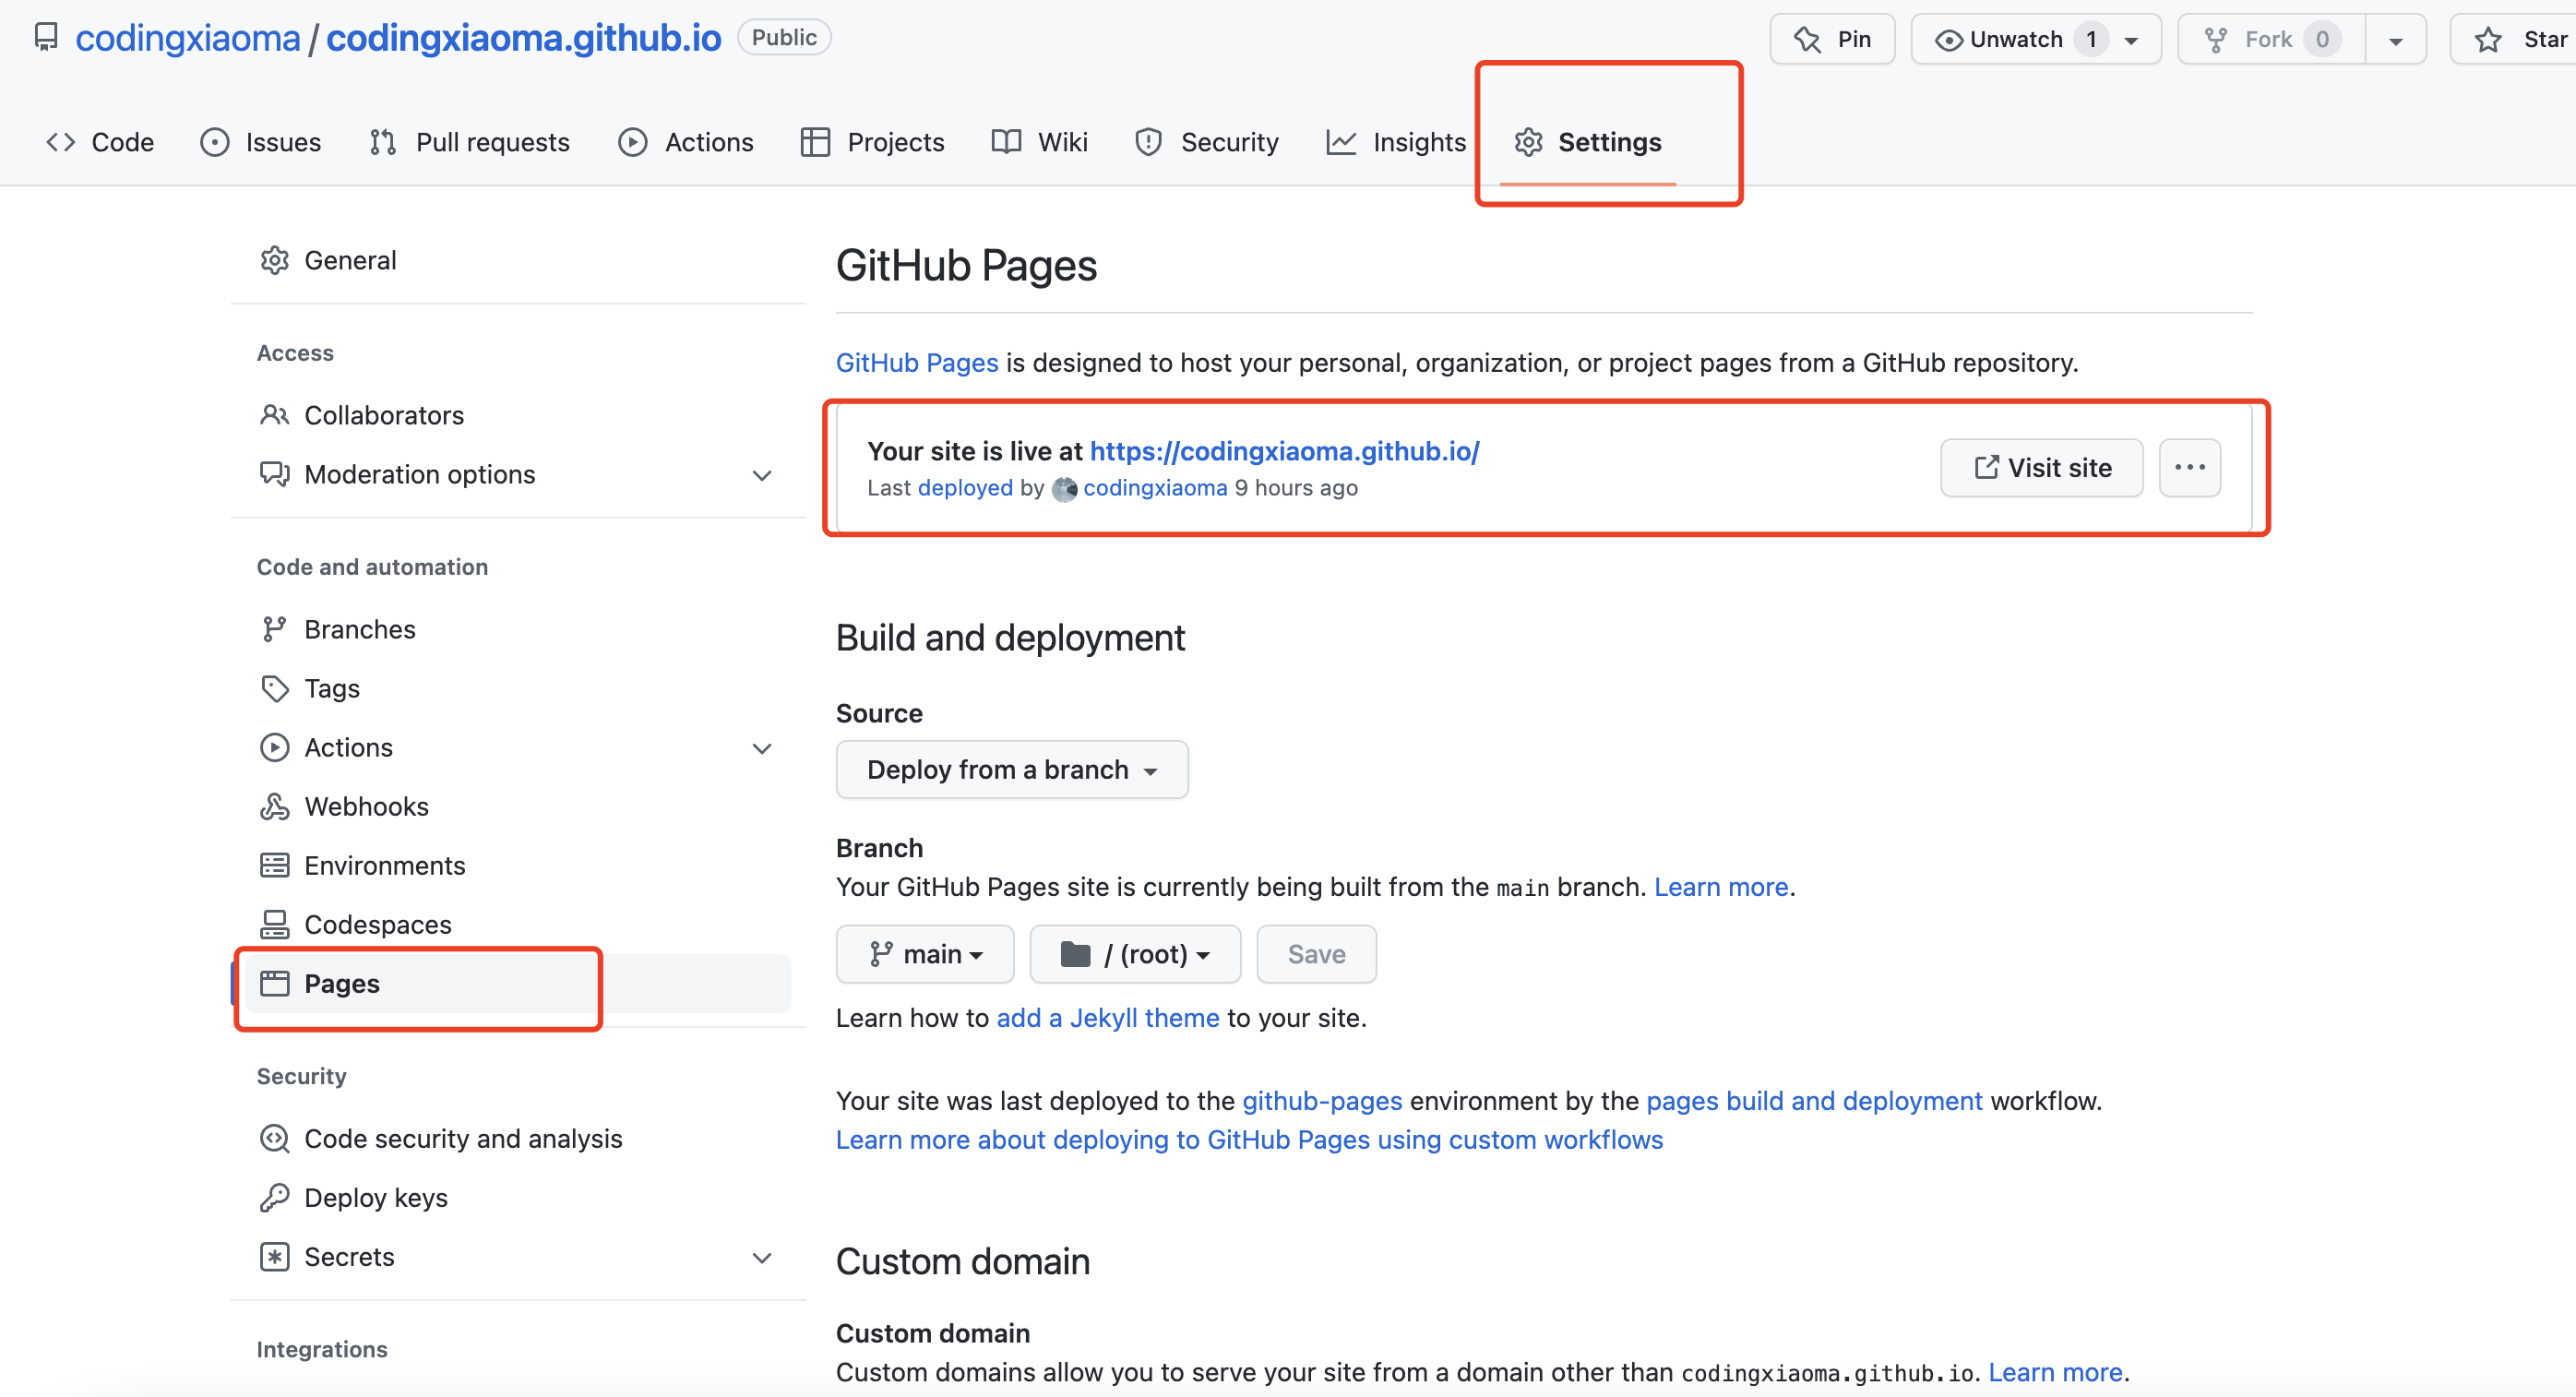 codingxiaoma / codingxiaoma.github.io Public
Pin Unwatch 1 Fork 0 Star
Code Issues Pull requests Actions Projects Wiki Security Insights Settings
General
Access
Collaborators
Moderation options
Code and automation
Branches
Tags
Actions
Webhooks
Environments
Codespaces
Pages
Security
Code security and analysis
Deploy keys
Secrets
Integrations
GitHub Pages
GitHub Pages is designed to host your personal, organization, or project pages from a GitHub repository.
Your site is live at https://codingxiaoma.github.io/
Last deployed by codingxiaoma 9 hours ago
Visit site
Build and deployment
Source
Deploy from a branch
Branch
Your GitHub Pages site is currently being built from the main branch. Learn more.
main / (root) Save
Learn how to add a Jekyll theme to your site.
Your site was last deployed to the github-pages environment by the pages build and deployment workflow.
Learn more about deploying to GitHub Pages using custom workflows
Custom domain
Custom domain
Custom domains allow you to serve your site from a domain other than codingxiaoma.github.io. Learn more.